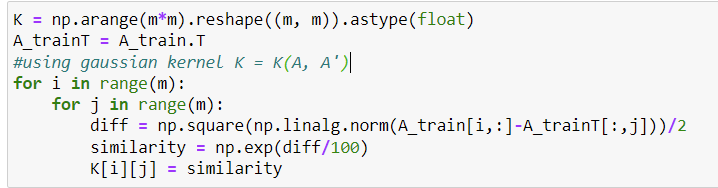 K = np.arange(m*m).reshape((m, m)).astype(float)
A_trainT = A_train.T
#using gaussian kernel K = K(A, A')
for i in range(m):
    for j in range(m):
        diff = np.square(np.linalg.norm(A_train[i,:]-A_trainT[:,j]))/2
        similarity = np.exp(diff/100)
        K[i][j] = similarity